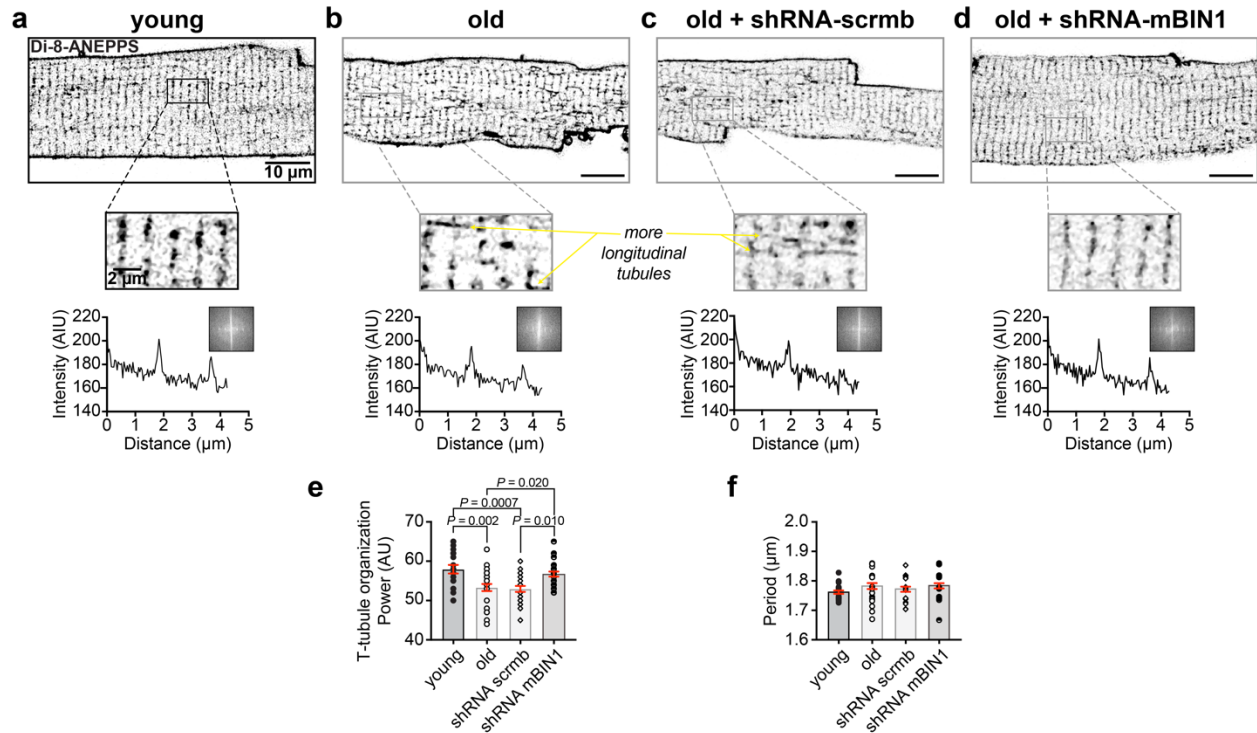 a young
b old
c old + shRNA-scrmb
d old + shRNA-mBIN1
Di-8-ANEPPS
10 µm
2 µm
more
longitudinal
tubules
Intensity (AIU)
220
200
180
160
140
0 1 2 3 4 5
Distance (µm)
Intensity (AIU)
220
200
180
160
140
0 1 2 3 4 5
Distance (µm)
Intensity (AIU)
220
200
180
160
140
0 1 2 3 4 5
Distance (µm)
Intensity (AIU)
220
200
180
160
140
0 1 2 3 4 5
Distance (µm)
e
T-tubule organization
Power (AU)
P = 0.020
P = 0.0007
P = 0.002
P = 0.010
70
60
50
40
young
old
shRNA scrmb
shRNA mBIN1
f
Period (µm)
2.0
1.9
1.8
1.7
1.6
young
old
shRNA scrmb
shRNA mBIN1